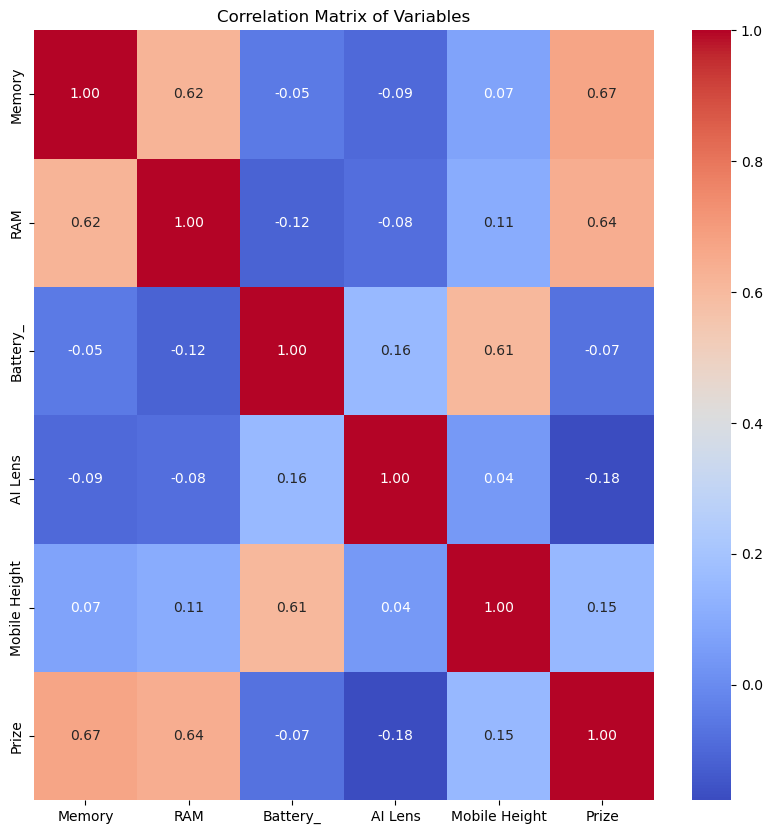 Correlation Matrix of Variables
Memory 1.00 0.62 -0.05 -0.09 0.07 0.67
RAM 0.62 1.00 -0.12 -0.08 0.11 0.64
Battery_ -0.05 -0.12 1.00 0.16 0.61 -0.07
AI Lens -0.09 -0.08 0.16 1.00 0.04 -0.18
Mobile Height 0.07 0.11 0.61 0.04 1.00 0.15
Prize 0.67 0.64 -0.07 -0.18 0.15 1.00
Memory RAM Battery_ AI Lens Mobile Height Prize
1.0
0.8
0.6
0.4
0.2
0.0